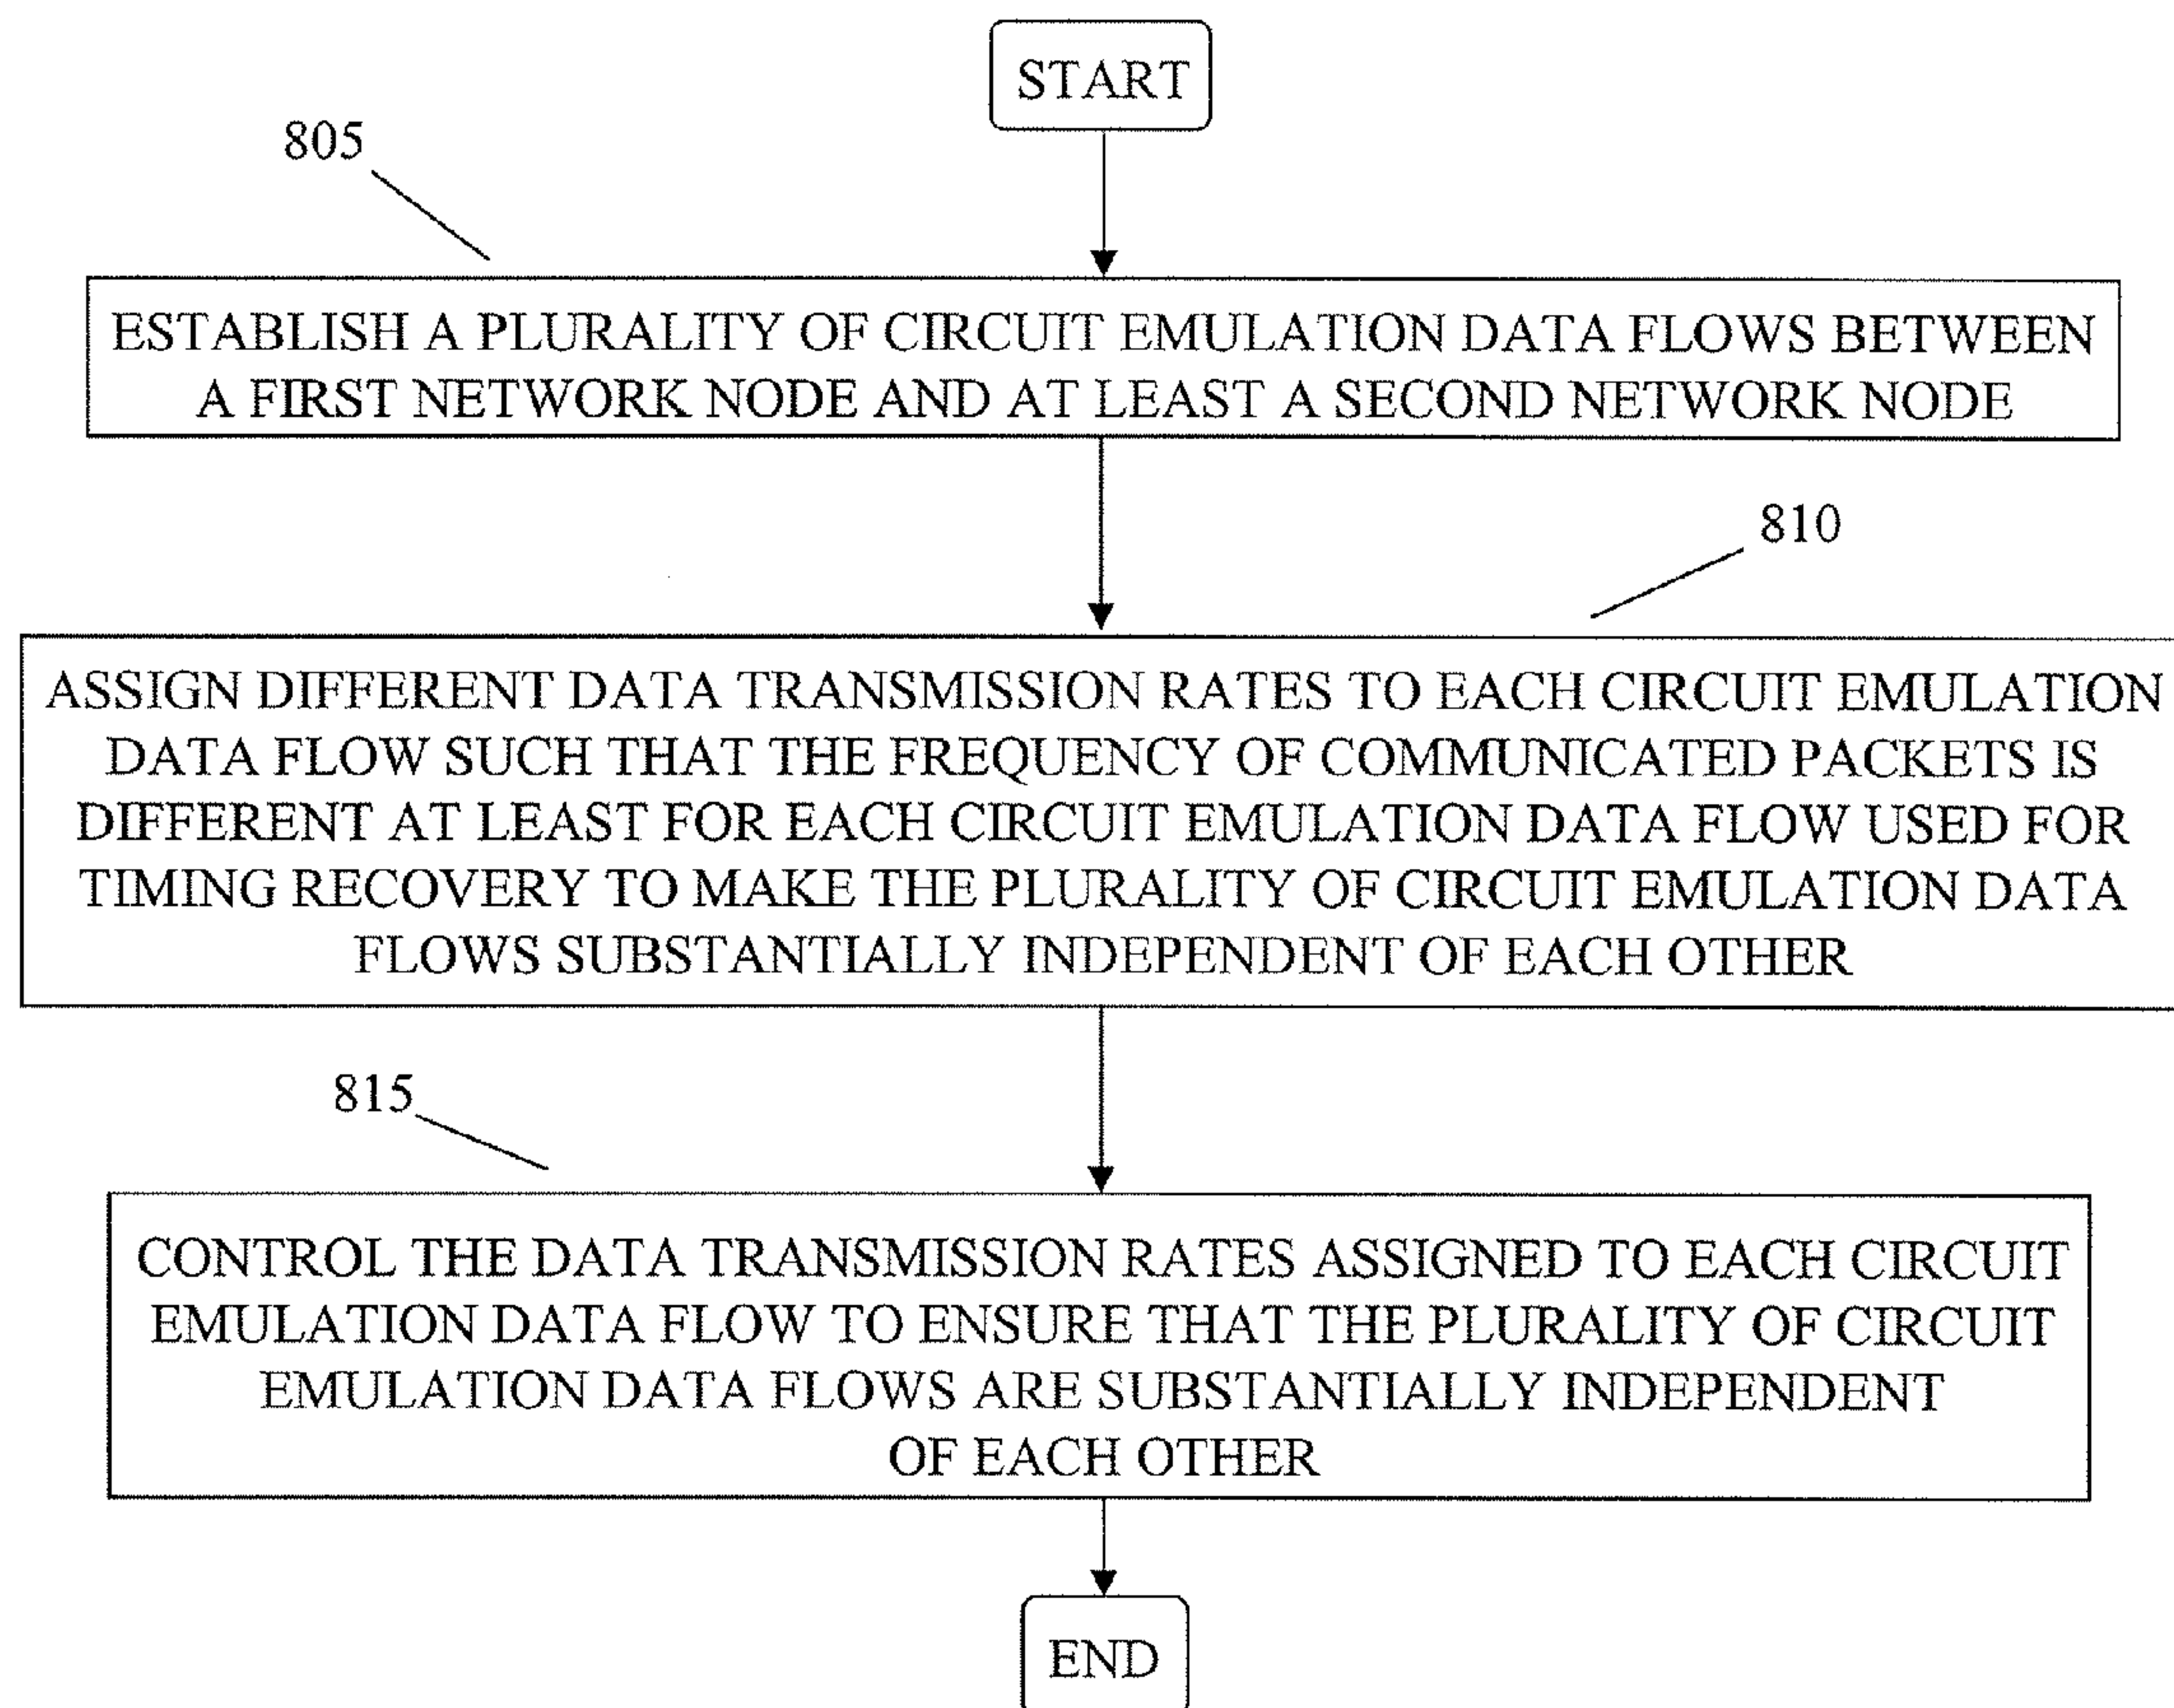 START
805
ESTABLISH A PLURALITY OF CIRCUIT EMULATION DATA FLOWS BETWEEN
A FIRST NETWORK NODE AND AT LEAST A SECOND NETWORK NODE
810
ASSIGN DIFFERENT DATA TRANSMISSION RATES TO EACH CIRCUIT EMULATION
DATA FLOW SUCH THAT THE FREQUENCY OF COMMUNICATED PACKETS IS
DIFFERENT AT LEAST FOR EACH CIRCUIT EMULATION DATA FLOW USED FOR
TIMING RECOVERY TO MAKE THE PLURALITY OF CIRCUIT EMULATION DATA
FLOWS SUBSTANTIALLY INDEPENDENT OF EACH OTHER
815
CONTROL THE DATA TRANSMISSION RATES ASSIGNED TO EACH CIRCUIT
EMULATION DATA FLOW TO ENSURE THAT THE PLURALITY OF CIRCUIT
EMULATION DATA FLOWS ARE SUBSTANTIALLY INDEPENDENT
OF EACH OTHER
END